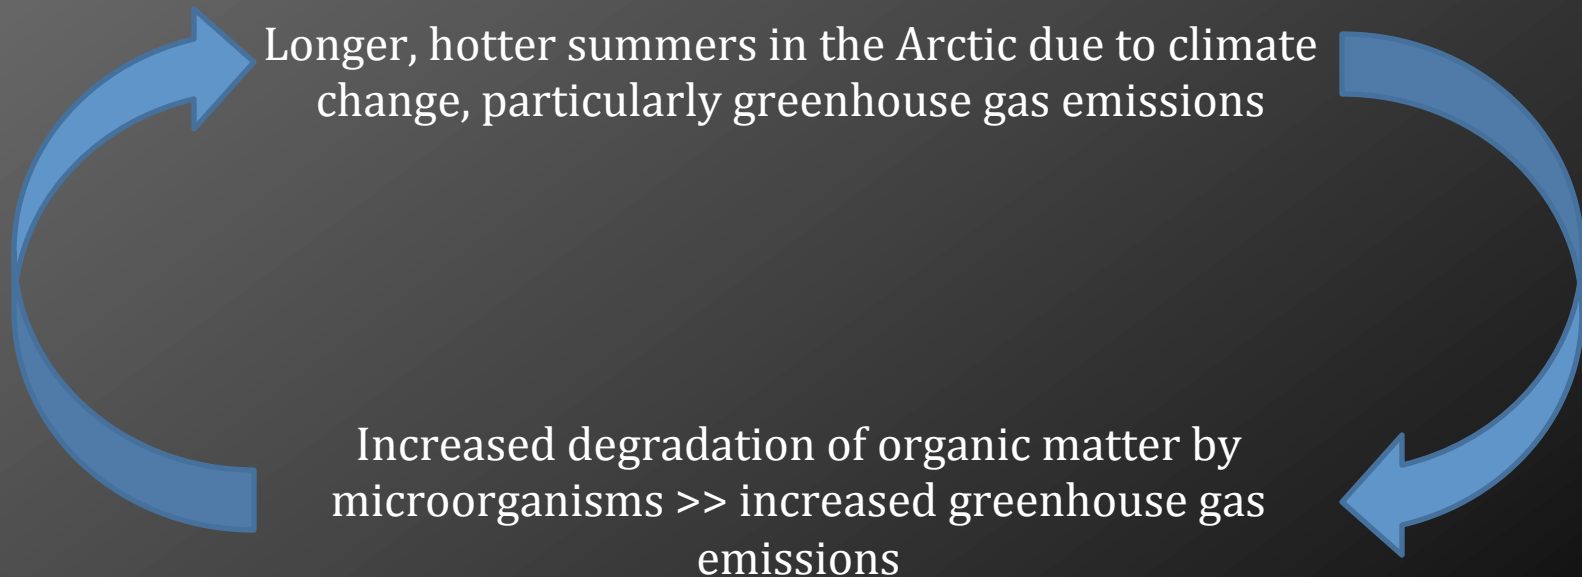 Longer, hotter summers in the Arctic due to climate
change, particularly greenhouse gas emissions
Increased degradation of organic matter by
microorganisms >> increased greenhouse gas
emissions